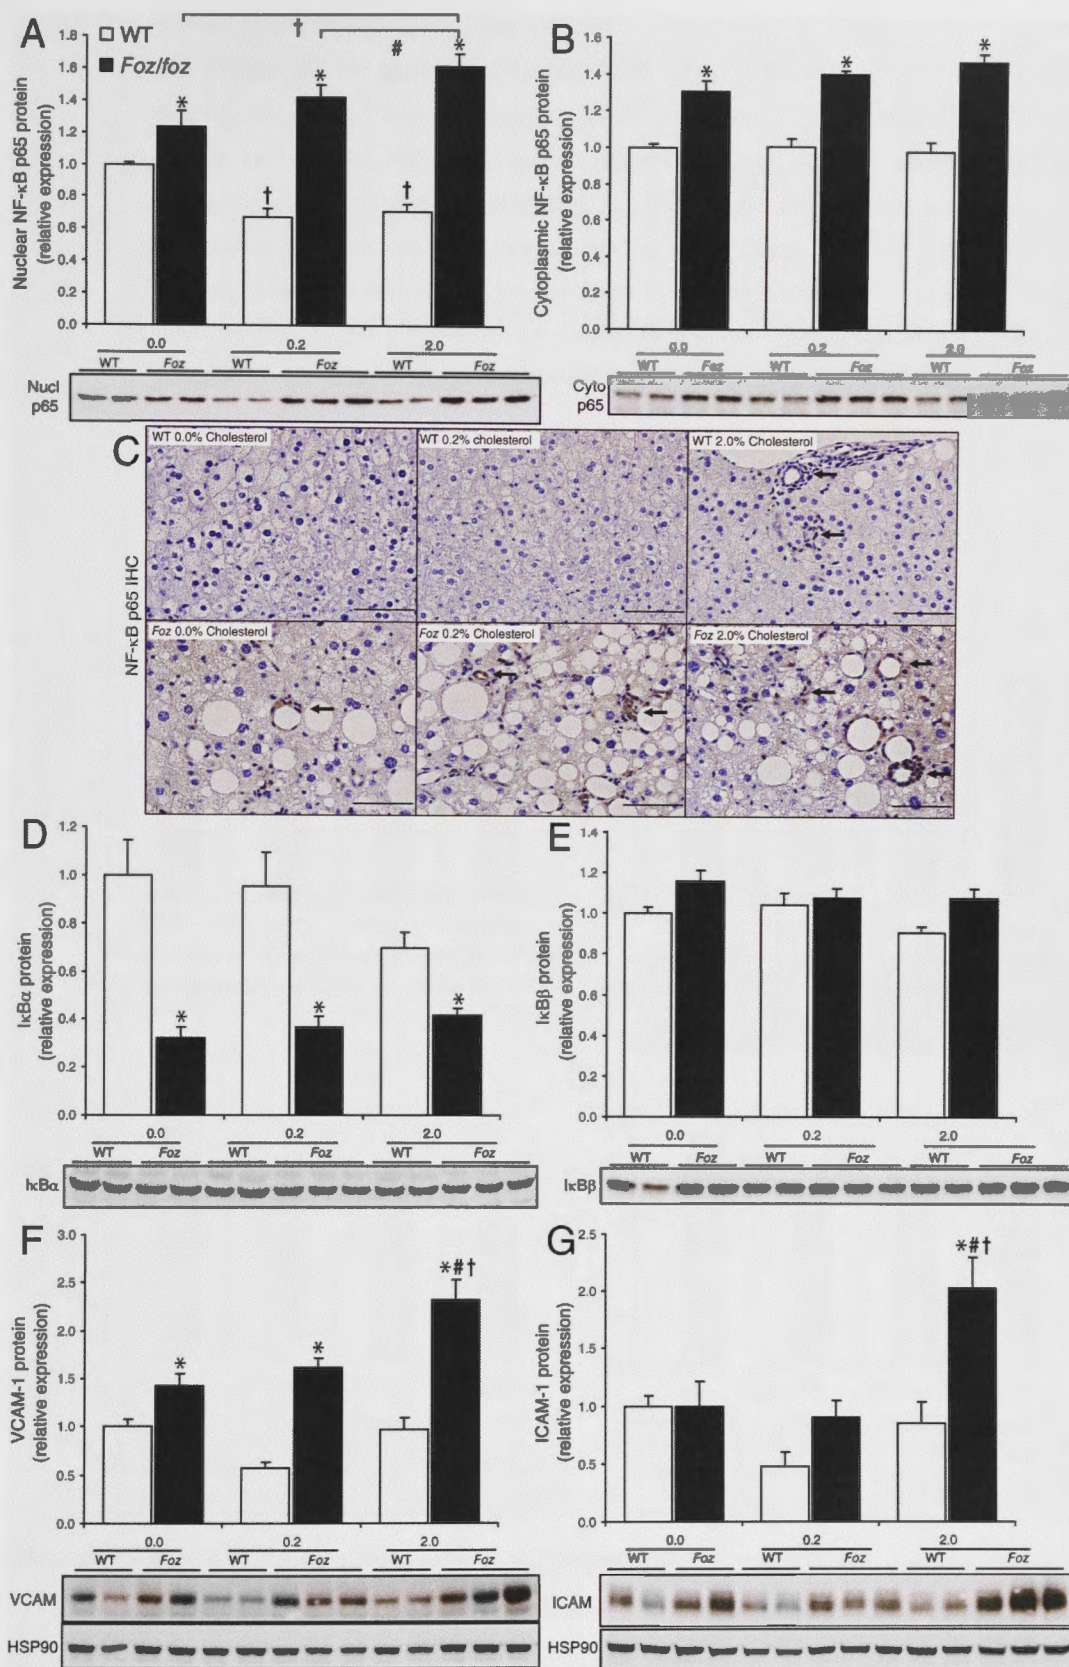 A
□ WT
■ Foz/foz
†
#
Nuclear NF-κB p65 protein
(relative expression)
1.8
1.6
1.4
1.2
1.0
0.8
0.6
0.4
0.2
0.0
* † * † *
0.0 0.2 2.0
WT Foz WT Foz WT Foz
Nucl
p65
B
Cytoplasmic NF-κB p65 protein
(relative expression)
1.6
1.4
1.2
1.0
0.8
0.6
0.4
0.2
0.0
* * *
0.0 0.2 2.0
WT Foz WT Foz WT Foz
Cyto
p65
C
NF-κB p65 IHC
WT 0.0% Cholesterol
WT 0.2% cholesterol
WT 2.0% Cholesterol
Foz 0.0% Cholesterol
Foz 0.2% Cholesterol
Foz 2.0% Cholesterol
D
IκBα protein
(relative expression)
1.2
1.0
0.8
0.6
0.4
0.2
0.0
* * *
0.0 0.2 2.0
WT Foz WT Foz WT Foz
IκBα
E
IκBβ protein
(relative expression)
1.4
1.2
1.0
0.8
0.6
0.4
0.2
0.0
0.0 0.2 2.0
WT Foz WT Foz WT Foz
IκBβ
F
VCAM-1 protein
(relative expression)
3.0
2.5
2.0
1.5
1.0
0.5
0.0
* * *#†
0.0 0.2 2.0
WT Foz WT Foz WT Foz
VCAM
HSP90
G
ICAM-1 protein
(relative expression)
2.5
2.0
1.5
1.0
0.5
0.0
*#†
0.0 0.2 2.0
WT Foz WT Foz WT Foz
ICAM
HSP90